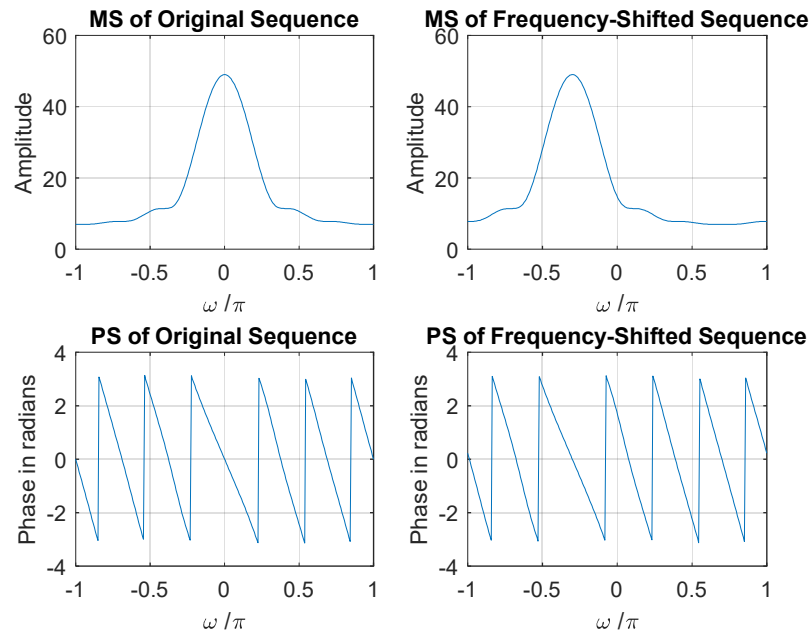 MS of Original Sequence
60
40
20
0
Amplitude
-1 -0.5 0 0.5 1
ω /π
MS of Frequency-Shifted Sequence
60
40
20
0
Amplitude
-1 -0.5 0 0.5 1
ω /π
PS of Original Sequence
4
2
0
-2
-4
Phase in radians
-1 -0.5 0 0.5 1
ω /π
PS of Frequency-Shifted Sequence
4
2
0
-2
-4
Phase in radians
-1 -0.5 0 0.5 1
ω /π